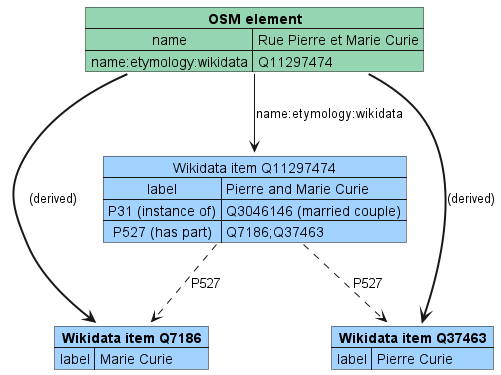 OSM element
name Rue Pierre et Marie Curie
name:etymology:wikidata Q11297474
name:etymology:wikidata
Wikidata item Q11297474
label Pierre and Marie Curie
P31 (instance of) Q3046146 (married couple)
P527 (has part) Q7186;Q37463
(derived)
(derived)
P527
P527
Wikidata item Q7186
label Marie Curie
Wikidata item Q37463
label Pierre Curie